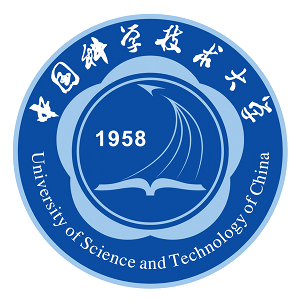 中国科学技术大学
1958
University of Science and Technology of China